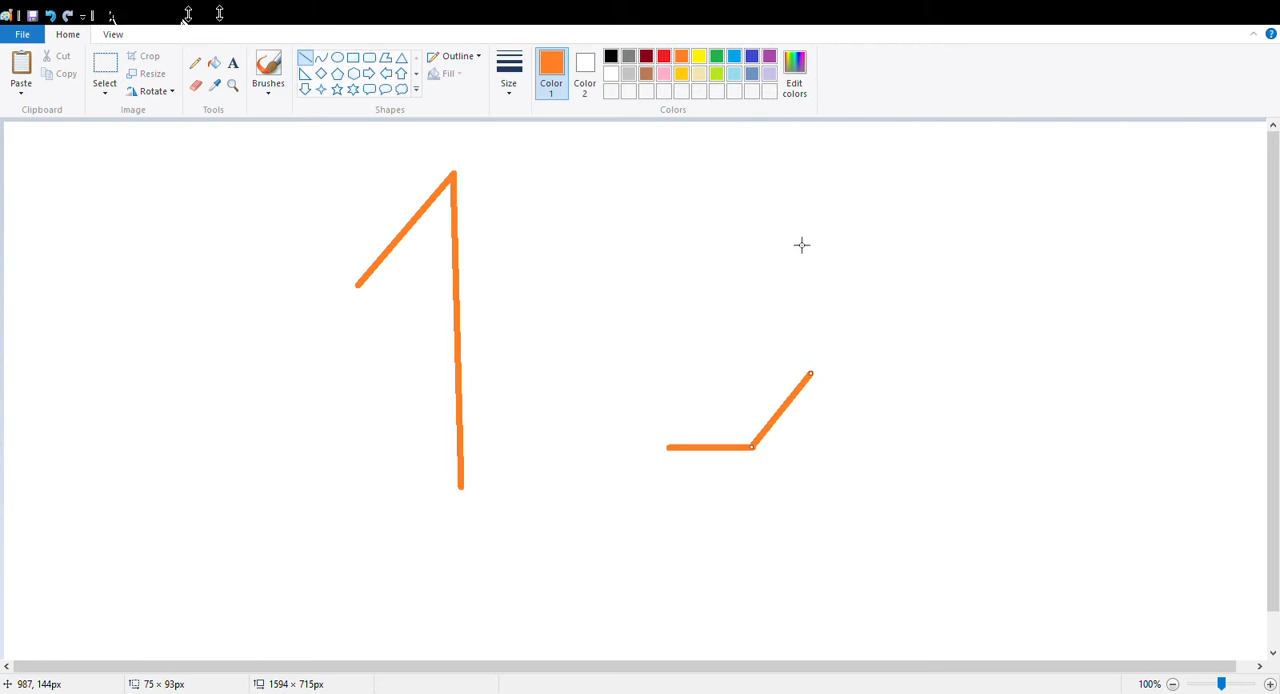 File Home View
Paste Cut Copy Select Crop Resize Rotate A Brushes Outline Fill Size Color 1 Color 2 Edit colors
Clipboard Image Tools Shapes Colors
1
987, 144px 75 × 93px 1594 × 715px 100%